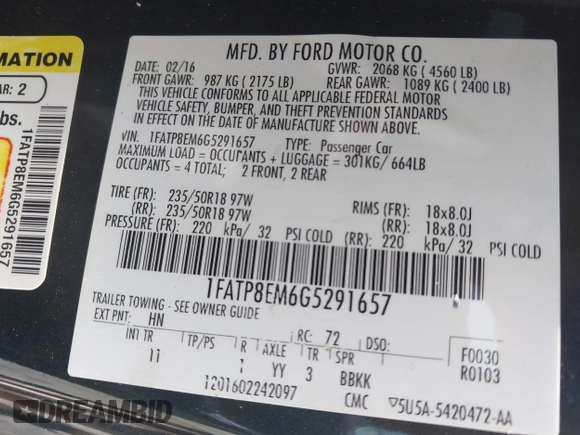 MATION
AR: 2
bs.
1FATP8EM6G5291657
MFD. BY FORD MOTOR CO.
DATE: 02/16 GVWR: 2068 KG ( 4560 LB)
FRONT GAWR: 987 KG ( 2175 LB) REAR GAWR: 1089 KG ( 2400 LB)
THIS VEHICLE CONFORMS TO ALL APPLICABLE FEDERAL MOTOR
VEHICLE SAFETY, BUMPER, AND THEFT PREVENTION STANDARDS
IN EFFECT ON THE DATE OF MANUFACTURE SHOWN ABOVE.
VIN: 1FATP8EM6G5291657 TYPE: Passenger Car
MAXIMUM LOAD = OCCUPANTS + LUGGAGE = 301KG/ 664LB
OCCUPANTS = 4 TOTAL; 2 FRONT, 2 REAR
TIRE (FR): 235/50R18 97W RIMS (FR): 18x8.0J
(RR): 235/50R18 97W (RR): 18x8.0J
PRESSURE (FR): 220 kPa/ 32 PSI COLD (RR): 220 kPa/ 32 PSI COLD
1FATP8EM6G5291657
TRAILER TOWING - SEE OWNER GUIDE
EXT PNT: HN RC: 72 DSO: F0030
INT TR TP/PS R AXLE TR SPR R0103
11 1 YY 3 BBKK
1201602242097 CMC ▽5U5A-5420472-AA
DREAMBID